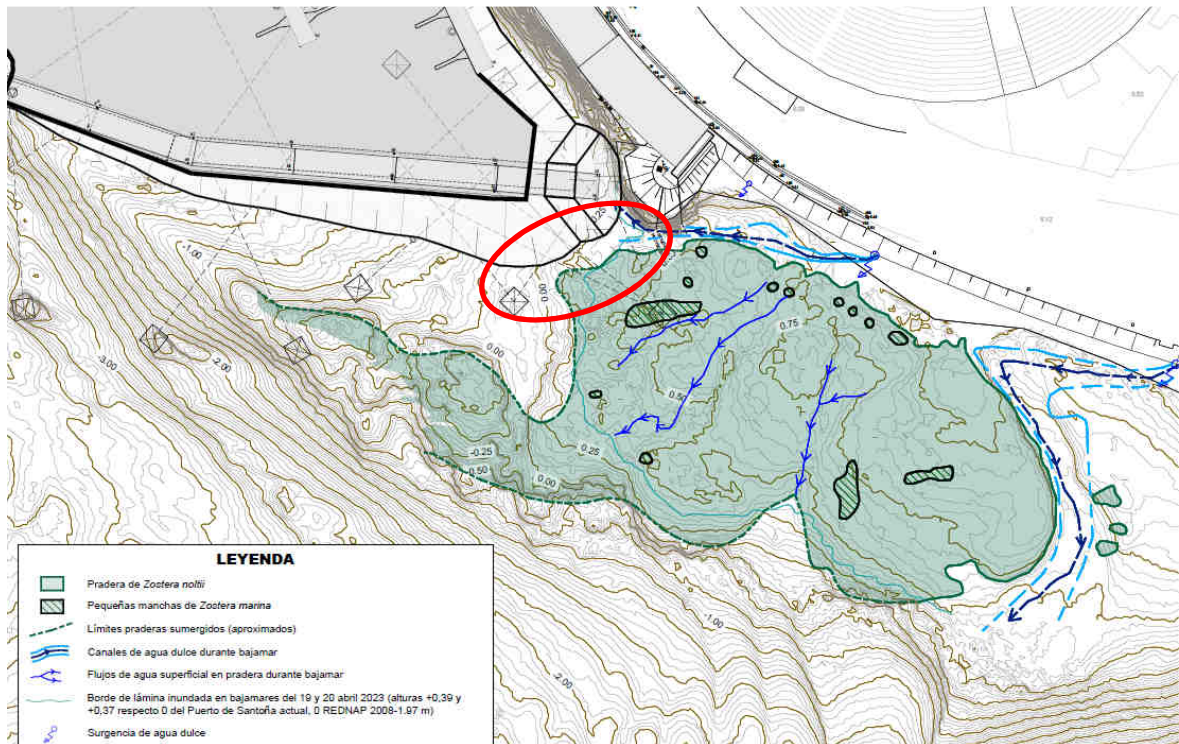 0.25
-1.00
0.00
0.75
0.00
-3.00
-2.00
0.50
0.25
-0.25
0.50
0.00
-1.00
2.00
LEYENDA
Pradera de Zostera noltii
Pequeñas manchas de Zostera marina
Límites praderas sumergidos (aproximados)
Canales de agua dulce durante bajamar
Flujos de agua superficial en pradera durante bajamar
Borde de lámina inundada en bajamares del 19 y 20 abril 2023 (alturas +0,39 y
+0,37 respecto 0 del Puerto de Santoña actual, 0 REDNAP 2008-1.97 m)
Surgencia de agua dulce